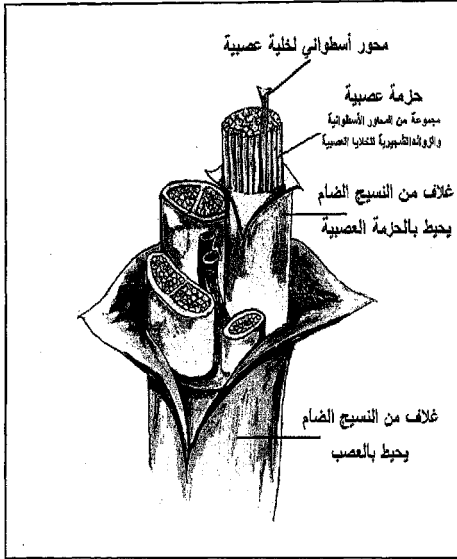 محور أسطواني لخلية عصبية
حزمة عصبية
مجموعة من المحاور الأسطوانية
والزوائد الشجيرية للخلايا العصبية
غلاف من النسيج الضام
يحيط بالحزمة العصبية
غلاف من النسيج الضام
يحيط بالعصب